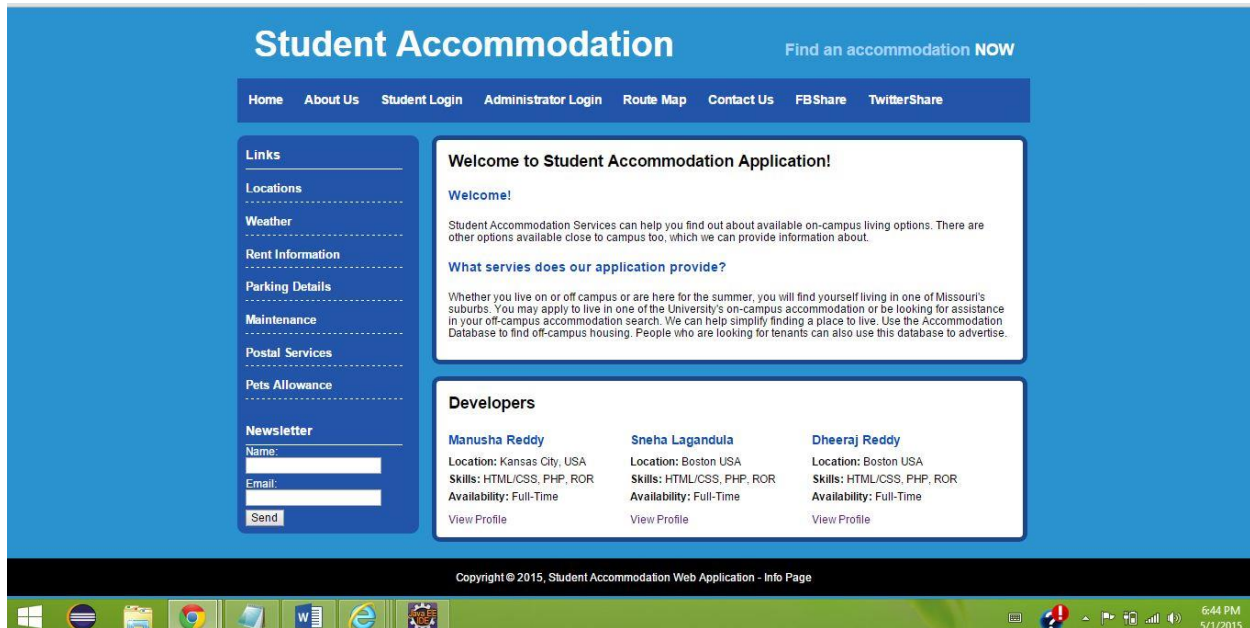 Student Accommodation
Find an accommodation NOW
Home About Us Student Login Administrator Login Route Map Contact Us FBShare TwitterShare
Links
Locations
Weather
Rent Information
Parking Details
Maintenance
Postal Services
Pets Allowance
Newsletter
Name:
Email:
Send
Welcome to Student Accommodation Application!
Welcome!
Student Accommodation Services can help you find out about available on-campus living options. There are
other options available close to campus too, which we can provide information about.
What servies does our application provide?
Whether you live on or off campus or are here for the summer, you will find yourself living in one of Missouri's
suburbs. You may apply to live in one of the University's on-campus accommodation or be looking for assistance
in your off-campus accommodation search. We can help simplify finding a place to live. Use the Accommodation
Database to find off-campus housing. People who are looking for tenants can also use this database to advertise.
Developers
Manusha Reddy
Location: Kansas City, USA
Skills: HTML/CSS, PHP, ROR
Availability: Full-Time
View Profile
Sneha Lagandula
Location: Boston USA
Skills: HTML/CSS, PHP, ROR
Availability: Full-Time
View Profile
Dheeraj Reddy
Location: Boston USA
Skills: HTML/CSS, PHP, ROR
Availability: Full-Time
View Profile
Copyright © 2015, Student Accommodation Web Application - Info Page
W
Java EE
IDE
6:44 PM
5/1/2015